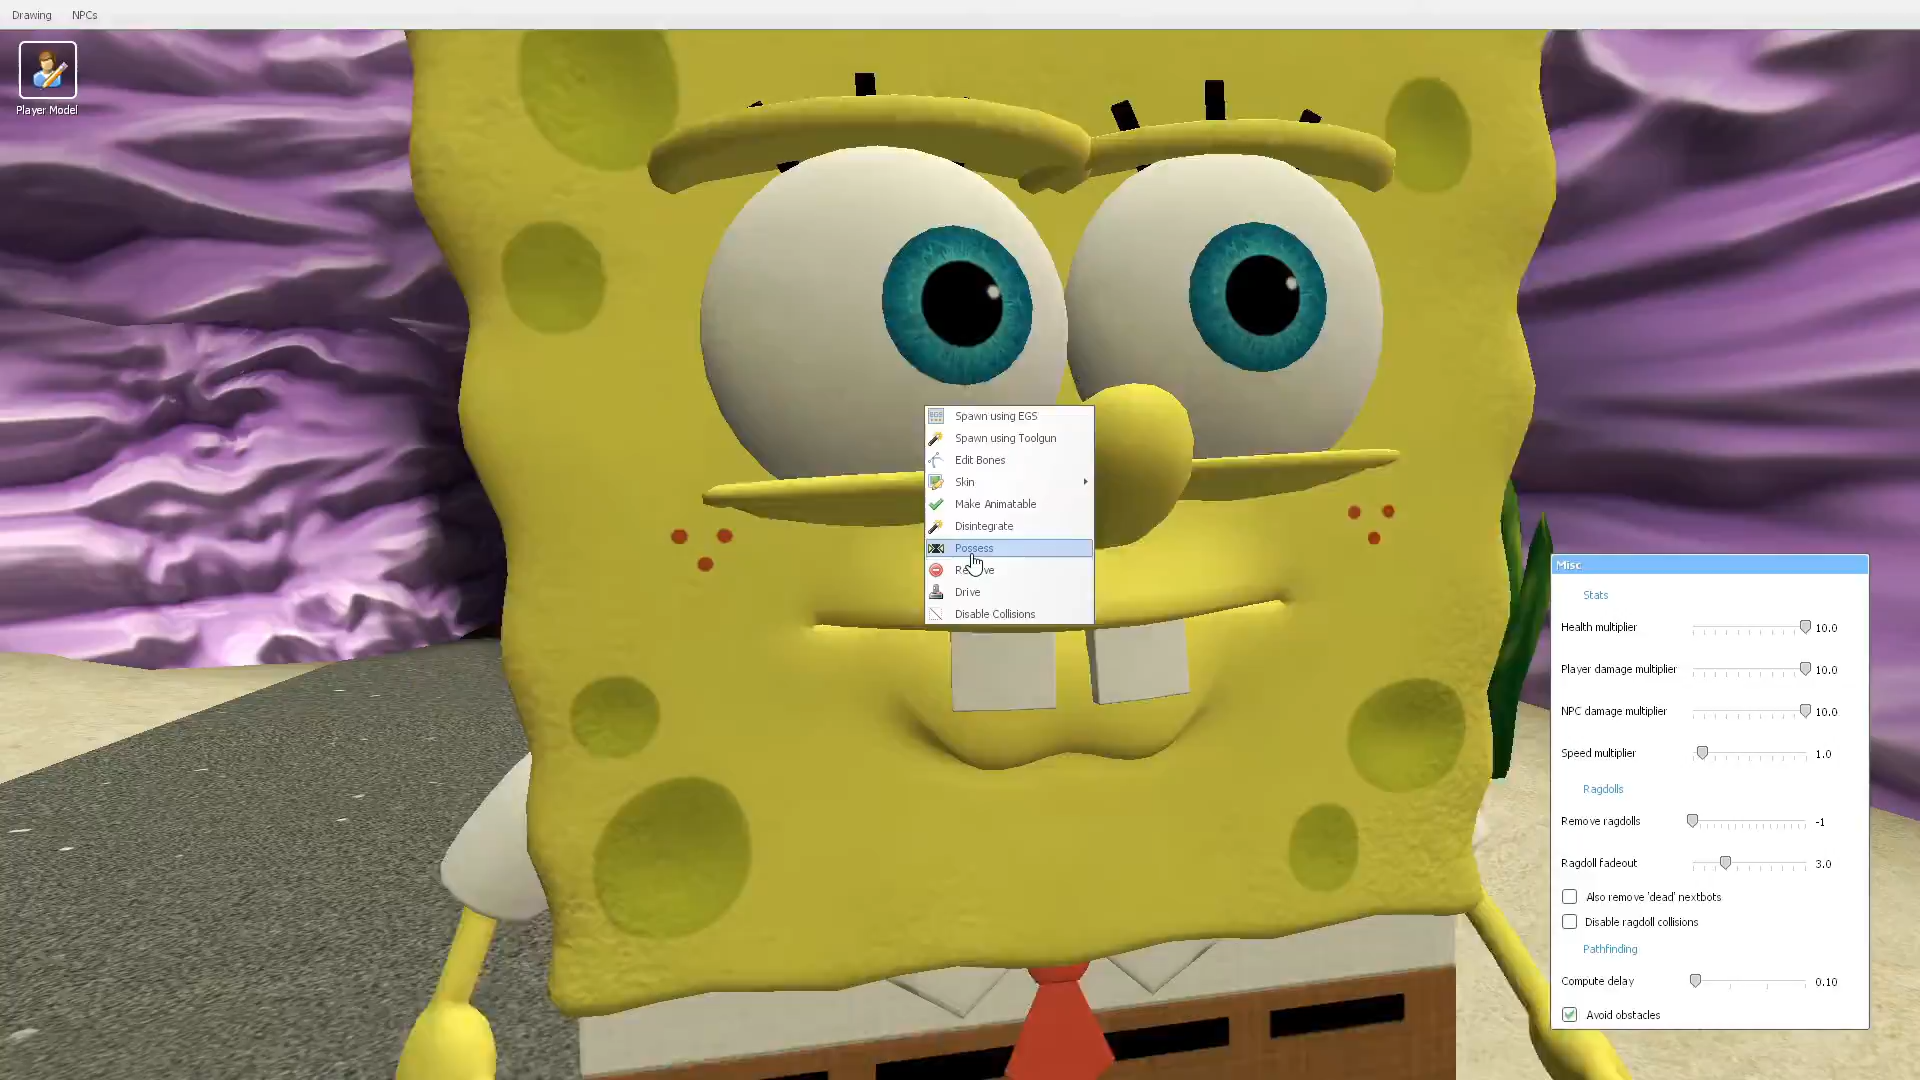 Drawing NPCs
Player Model
EGS
Spawn using EGS
Spawn using Toolgun
Edit Bones
Skin
Make Animatable
Disintegrate
Possess
Drive
Disable Collisions
Misc
Stats
Health multiplier 10.0
Player damage multiplier 10.0
NPC damage multiplier 10.0
Speed multiplier 1.0
Ragdolls
Remove ragdolls -1
Ragdoll fadeout 3.0
Also remove 'dead' nextbots
Disable ragdoll collisions
Pathfinding
Compute delay 0.10
Avoid obstacles